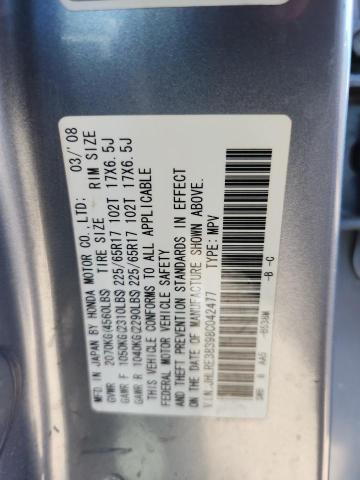 MFD. IN JAPAN BY HONDA MOTOR CO.,LTD: 03/'08
TIRE SIZE RIM SIZE
GVWR 2070KG(4560LBS)
GAWR F 1050KG(2310LBS) 225/65R17 102T 17X6.5J
GAWR R 1040KG(2290LBS) 225/65R17 102T 17X6.5J
THIS VEHICLE CONFORMS TO ALL APPLICABLE
FEDERAL MOTOR VEHICLE SAFETY AND
THEFT PREVENTION STANDARDS IN EFFECT
ON THE DATE OF MANUFACTURE SHOWN ABOVE.
V.I.N:JHLRE38598C042477 TYPE: MPV
-B -C